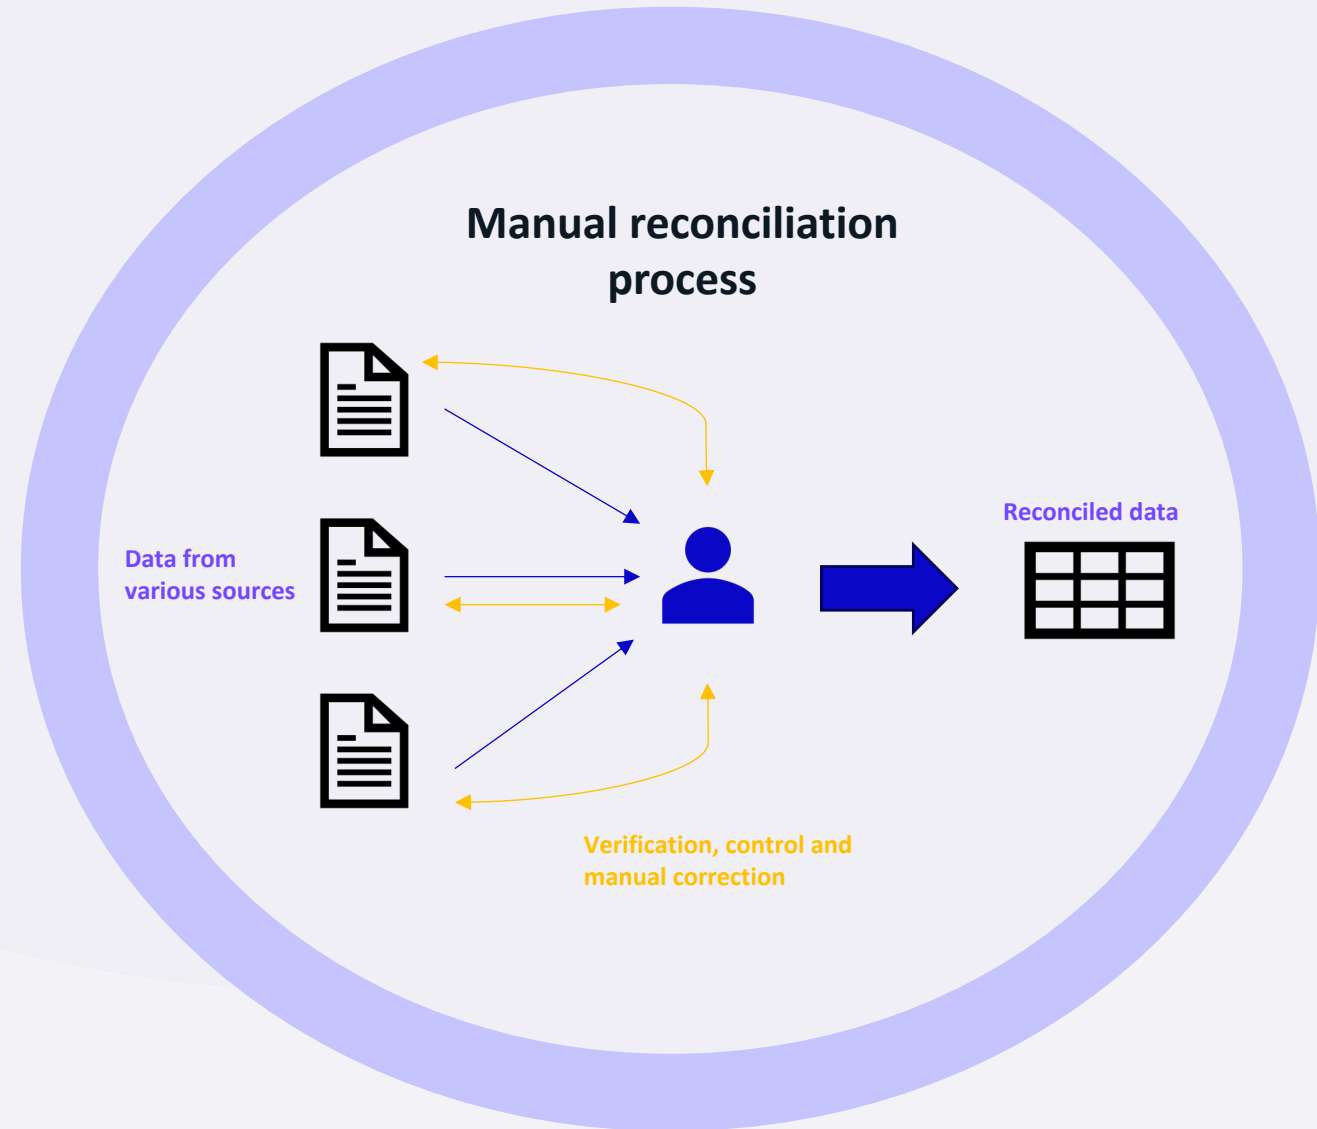 Manual reconciliation
process
Data from
various sources
Reconciled data
Verification, control and
manual correction